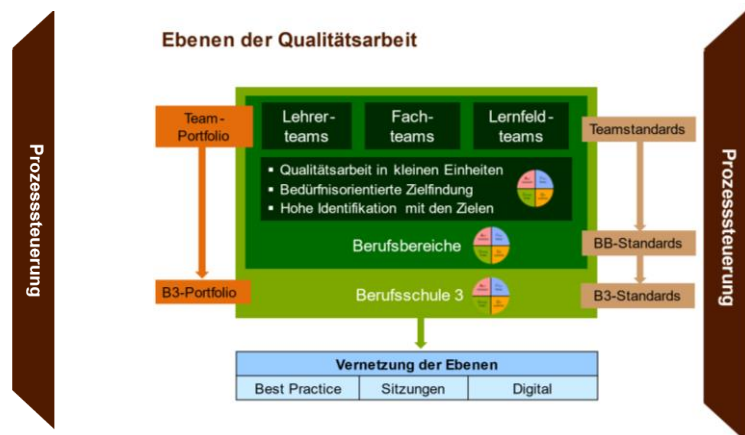 Ebenen der Qualitätsarbeit
Prozesssteuerung
Team-
Portfolio
Lehrer-
teams
Fach-
teams
Lernfeld-
teams
Teamstandards
▪ Qualitätsarbeit in kleinen Einheiten
▪ Bedürfnisorientierte Zielfindung
▪ Hohe Identifikation mit den Zielen
Berufsbereiche
BB-Standards
B3-Portfolio
Berufsschule 3
B3-Standards
Prozesssteuerung
Vernetzung der Ebenen
Best Practice
Sitzungen
Digital